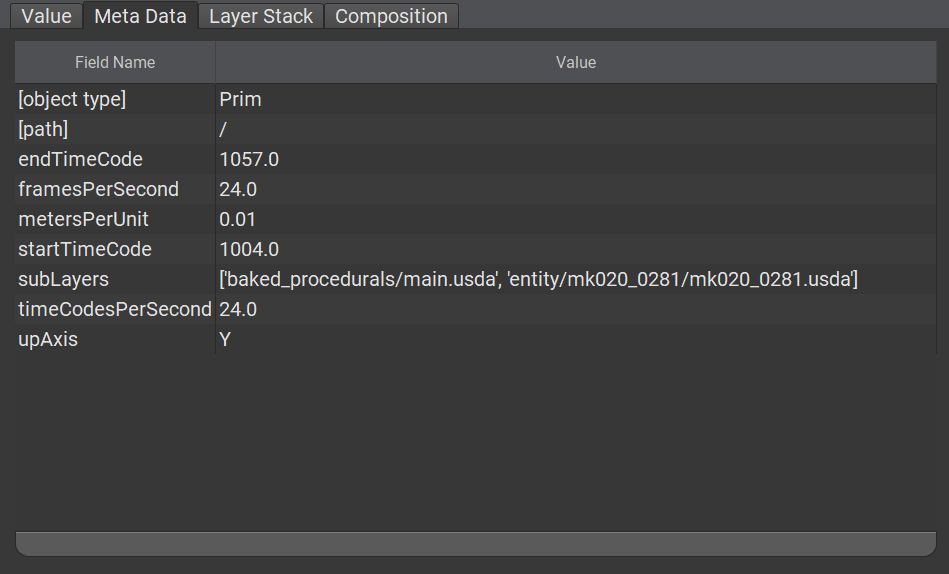 Value Meta Data Layer Stack Composition
Field Name Value
[object type] Prim
[path] /
endTimeCode 1057.0
framesPerSecond 24.0
metersPerUnit 0.01
startTimeCode 1004.0
subLayers ['baked_procedurals/main.usda', 'entity/mk020_0281/mk020_0281.usda']
timeCodesPerSecond 24.0
upAxis Y